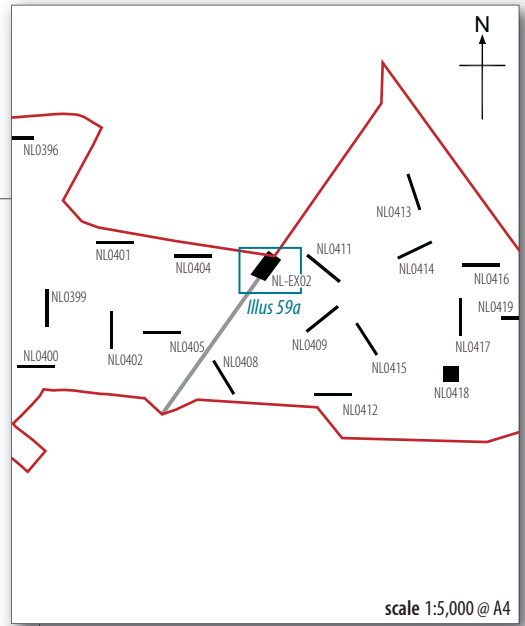 N
NL0396
NL0413
NL0401
NL0404
NL0411
NL0414
NL0416
NL-EX02
NL0399
Illus 59a
NL0419
NL0409
NL0405
NL0417
NL0400
NL0402
NL0408
NL0415
NL0418
NL0412
scale 1:5,000 @ A4